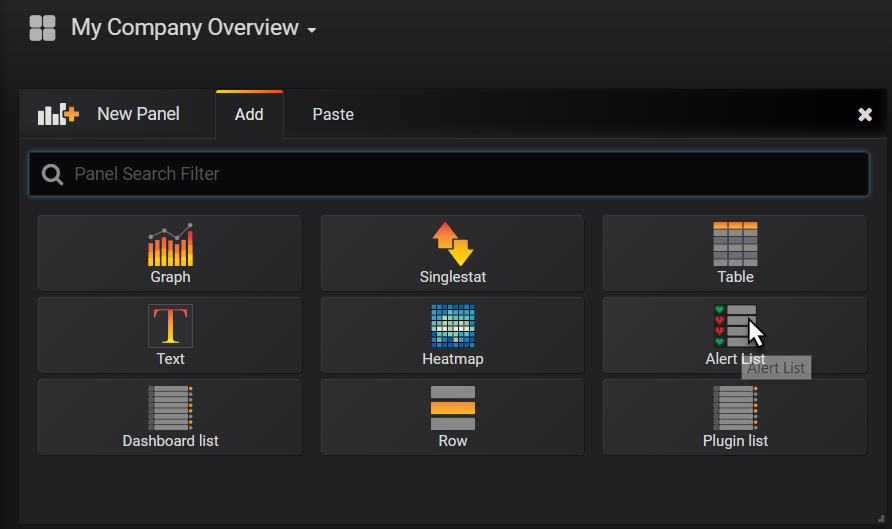 My Company Overview
New Panel Add Paste
Panel Search Filter
Graph Singlestat Table
Text Heatmap Alert List
Alert List
Dashboard list Row Plugin list